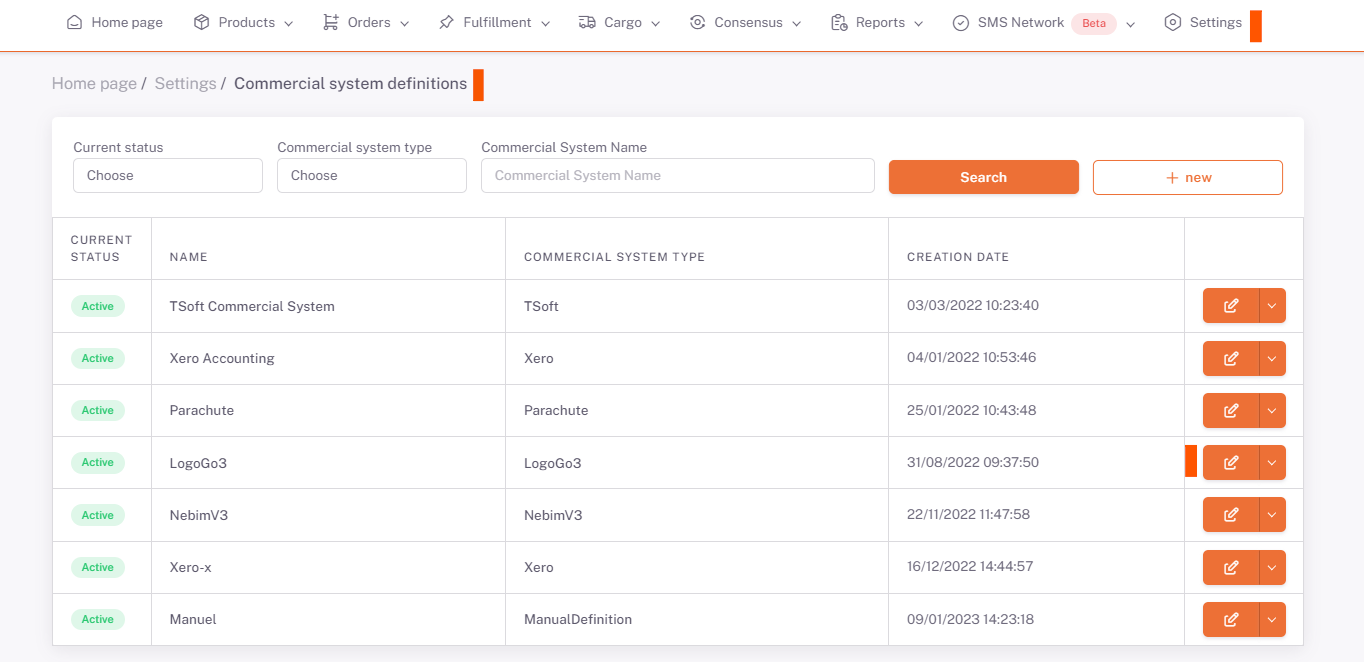 Home page Products Orders Fulfillment Cargo Consensus Reports SMS Network Beta Settings
Home page / Settings / Commercial system definitions
Current status Commercial system type Commercial System Name
Choose Choose Commercial System Name Search + new
CURRENT
STATUS NAME COMMERCIAL SYSTEM TYPE CREATION DATE
Active TSoft Commercial System TSoft 03/03/2022 10:23:40
Active Xero Accounting Xero 04/01/2022 10:53:46
Active Parachute Parachute 25/01/2022 10:43:48
Active LogoGo3 LogoGo3 31/08/2022 09:37:50
Active NebimV3 NebimV3 22/11/2022 11:47:58
Active Xero-x Xero 16/12/2022 14:44:57
Active Manuel ManualDefinition 09/01/2023 14:23:18